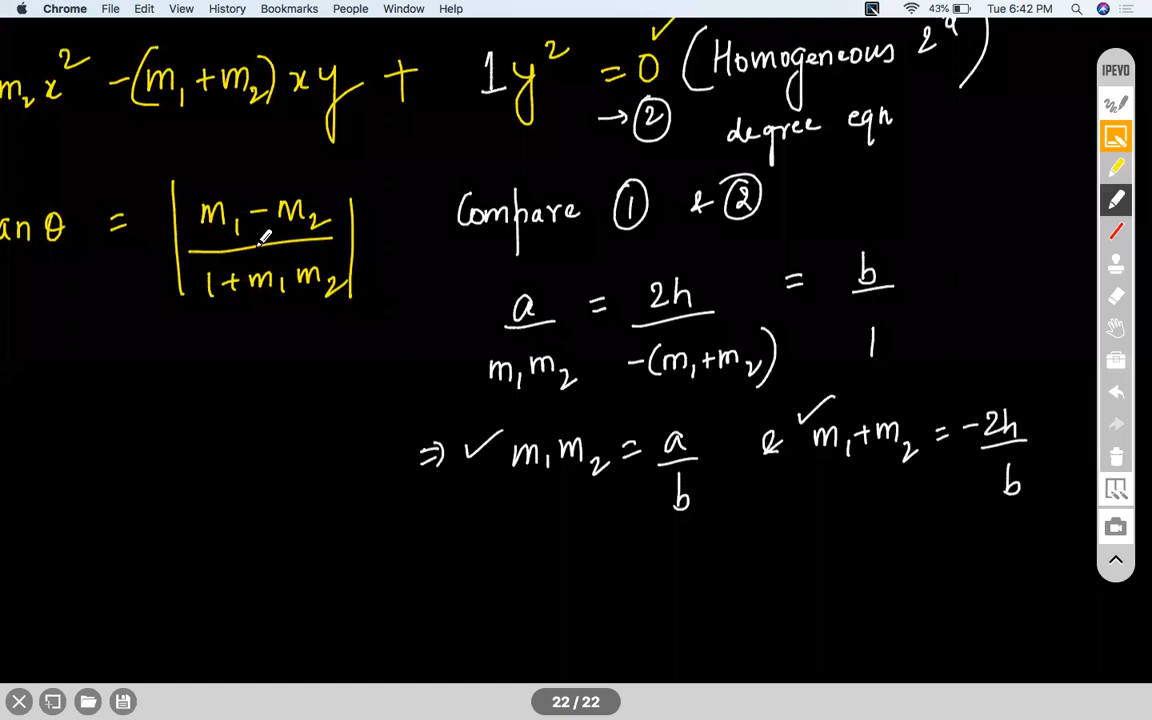 Chrome File Edit View History Bookmarks People Window Help 43% Tue 6:42 PM
m₂x² -(m₁+m₂)xy + 1y² = 0 (Homogeneous 2
→ ② degree eqn
IPEVO
an θ = |m₁-m₂ / 1+m₁m₂|
Compare ① & ②
a/m₁m₂ = 2h/-(m₁+m₂) = b/1
⇒ ✓ m₁m₂ = a/b & ✓ m₁+m₂ = -2h/b
22 / 22